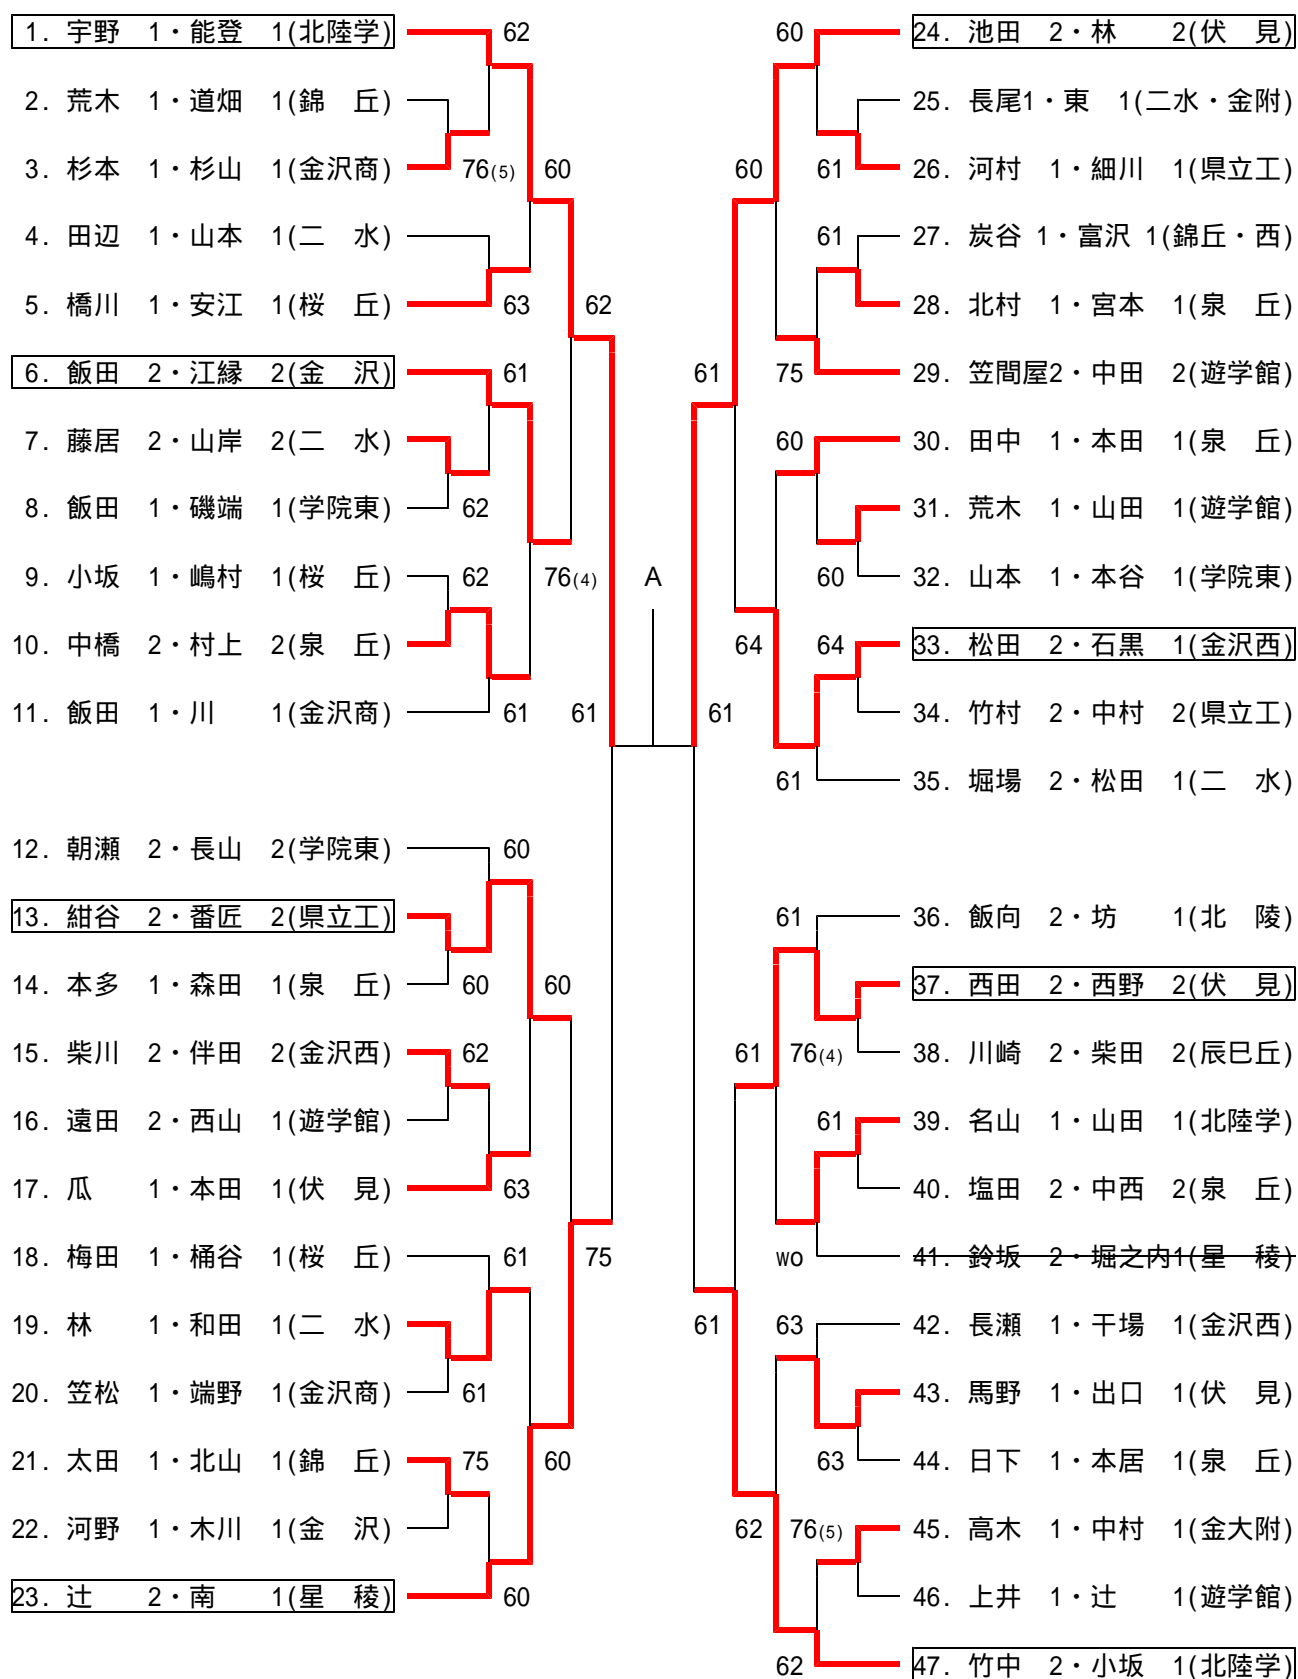 1. 宇野 1・能登 1(北陸学)
62
2. 荒木 1・道畑 1(錦 丘)
3. 杉本 1・杉山 1(金沢商)
76(5)
60
4. 田辺 1・山本 1(二 水)
5. 橋川 1・安江 1(桜 丘)
63
62
6. 飯田 2・江縁 2(金 沢)
61
7. 藤居 2・山岸 2(二 水)
8. 飯田 1・磯端 1(学院東)
62
9. 小坂 1・嶋村 1(桜 丘)
62
76(4)
10. 中橋 2・村上 2(泉 丘)
11. 飯田 1・川 1(金沢商)
61
61
12. 朝瀬 2・長山 2(学院東)
60
13. 紺谷 2・番匠 2(県立工)
14. 本多 1・森田 1(泉 丘)
60
60
15. 柴川 2・伴田 2(金沢西)
62
16. 遠田 2・西山 1(遊学館)
17. 瓜 1・本田 1(伏 見)
63
18. 梅田 1・桶谷 1(桜 丘)
61
75
19. 林 1・和田 1(二 水)
20. 笠松 1・端野 1(金沢商)
61
21. 太田 1・北山 1(錦 丘)
75
60
22. 河野 1・木川 1(金 沢)
23. 辻 2・南 1(星 稜)
60
A
60
24. 池田 2・林 2(伏 見)
25. 長尾1・東 1(二水・金附)
60
61
26. 河村 1・細川 1(県立工)
61
27. 炭谷 1・富沢 1(錦丘・西)
28. 北村 1・宮本 1(泉 丘)
61
75
29. 笠間屋2・中田 2(遊学館)
60
30. 田中 1・本田 1(泉 丘)
31. 荒木 1・山田 1(遊学館)
60
32. 山本 1・本谷 1(学院東)
64
64
33. 松田 2・石黒 1(金沢西)
61
34. 竹村 2・中村 2(県立工)
61
35. 堀場 2・松田 1(二 水)
61
36. 飯向 2・坊 1(北 陵)
37. 西田 2・西野 2(伏 見)
61
76(4)
38. 川崎 2・柴田 2(辰巳丘)
61
39. 名山 1・山田 1(北陸学)
40. 塩田 2・中西 2(泉 丘)
wo
41. 鈴坂 2・堀之内1(星 稜)
61
63
42. 長瀬 1・干場 1(金沢西)
43. 馬野 1・出口 1(伏 見)
63
44. 日下 1・本居 1(泉 丘)
62
76(5)
45. 高木 1・中村 1(金大附)
46. 上井 1・辻 1(遊学館)
62
47. 竹中 2・小坂 1(北陸学)